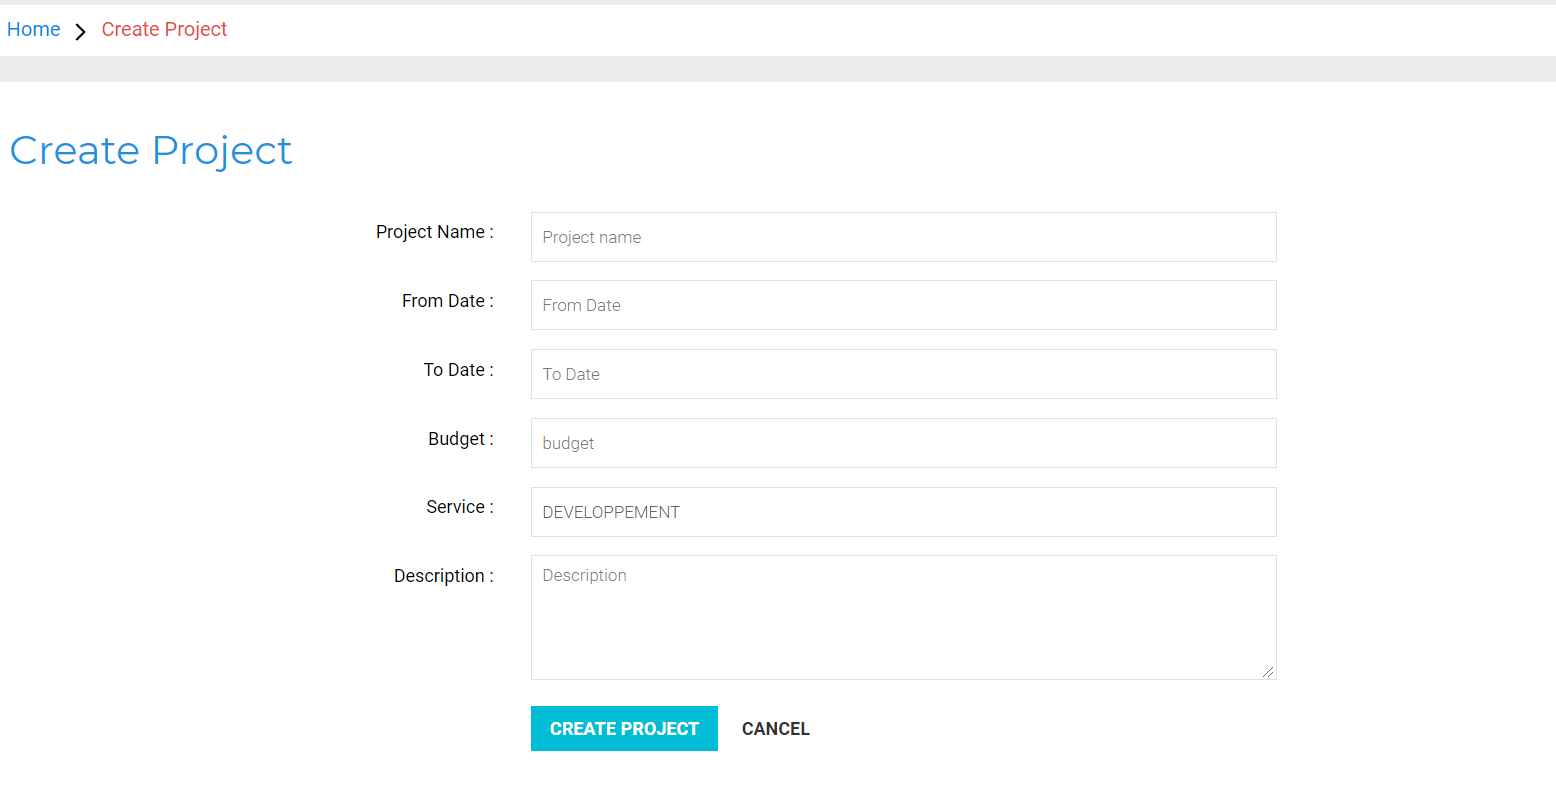 Home > Create Project
Create Project
Project Name : Project name
From Date : From Date
To Date : To Date
Budget : budget
Service : DEVELOPPEMENT
Description : Description
CREATE PROJECT CANCEL